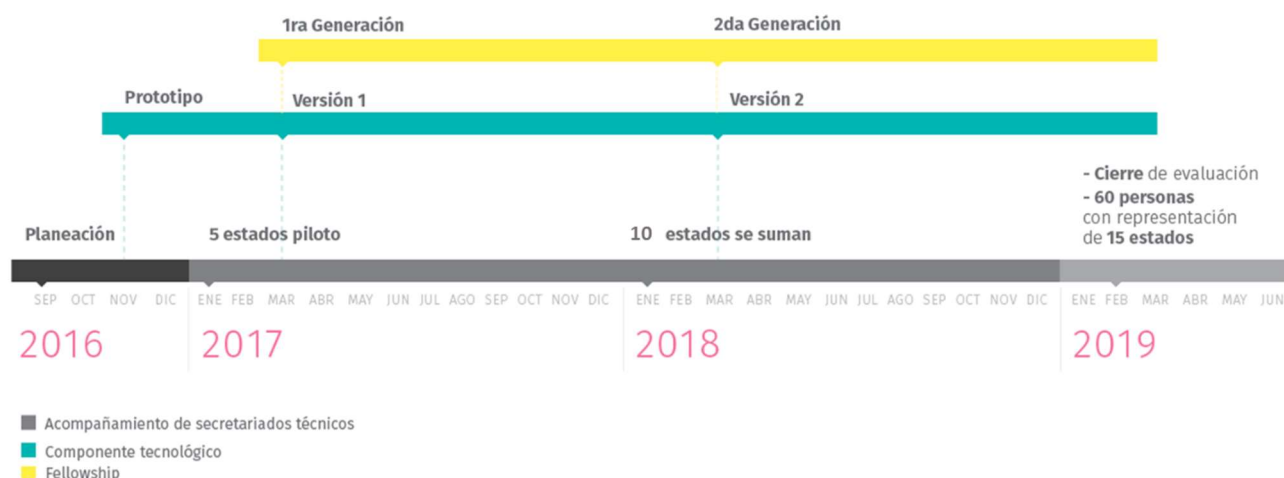 1ra Generación
2da Generación
Prototipo
Versión 1
Versión 2
- Cierre de evaluación
- 60 personas
con representación
de 15 estados
Planeación
5 estados piloto
10 estados se suman
SEP OCT NOV DIC ENE FEB MAR ABR MAY JUN JUL AGO SEP OCT NOV DIC ENE FEB MAR ABR MAY JUN JUL AGO SEP OCT NOV DIC ENE FEB MAR ABR MAY JUN
2016 2017 2018 2019
Acompañamiento de secretariados técnicos
Componente tecnológico
Fellowship